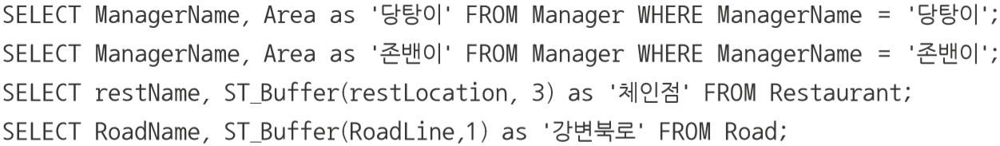 SELECT ManagerName, Area as '당탕이' FROM Manager WHERE ManagerName = '당탕이';
SELECT ManagerName, Area as '존밴이' FROM Manager WHERE ManagerName = '존밴이';
SELECT restName, ST_Buffer(restLocation, 3) as '체인점' FROM Restaurant;
SELECT RoadName, ST_Buffer(RoadLine,1) as '강변북로' FROM Road;